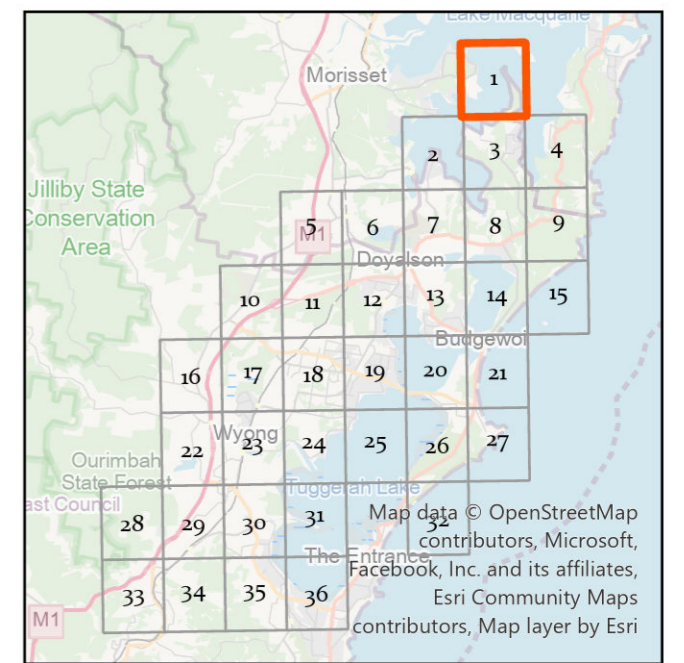 Lake Macquarie
Morisset
1
2
3
4
Jilliby State
Conservation
Area
5
M1
6
7
8
9
Doyalson
10
11
12
13
14
15
Budgewoi
16
17
18
19
20
21
Wyong
22
23
24
25
26
27
Ourimbah
State Forest
ast Council
Tuggerah Lake
28
29
30
31
32
Map data © OpenStreetMap
contributors, Microsoft,
The Entrance
Facebook, Inc. and its affiliates,
Esri Community Maps
contributors, Map layer by Esri
33
34
35
36
M1